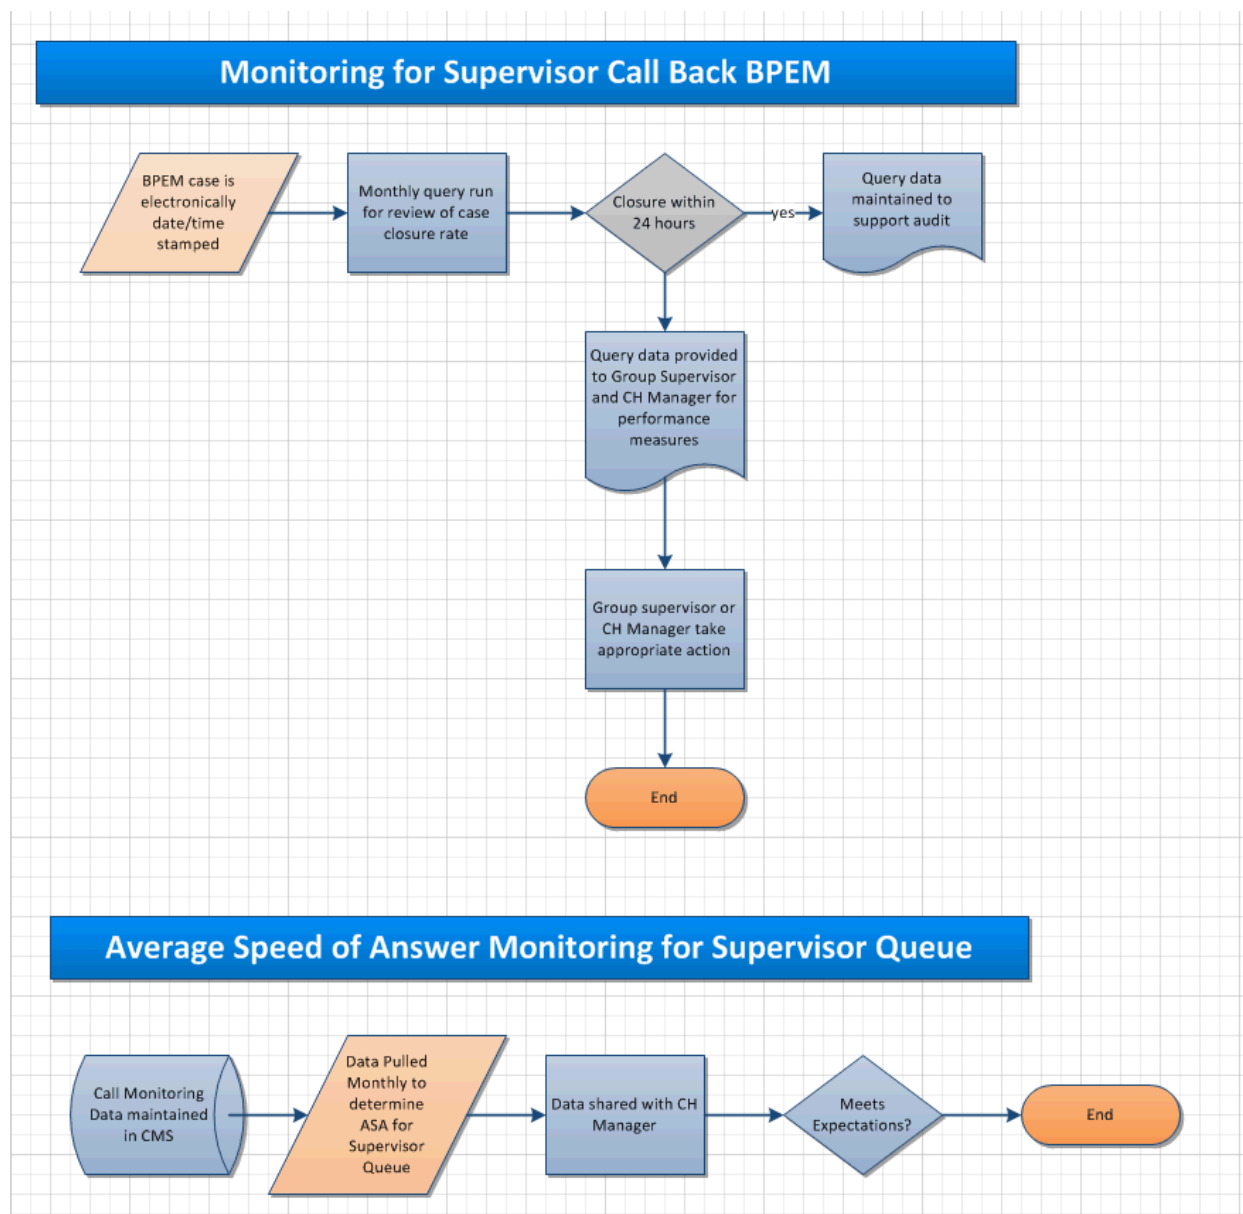 Monitoring for Supervisor Call Back BPEM
BPEM case is
electronically
date/time
stamped
Monthly query run
for review of case
closure rate
Closure within
24 hours
yes
Query data
maintained to
support audit
Query data provided
to Group Supervisor
and CH Manager for
performance
measures
Group supervisor or
CH Manager take
appropriate action
End
Average Speed of Answer Monitoring for Supervisor Queue
Call Monitoring
Data maintained
in CMS
Data Pulled
Monthly to
determine
ASA for
Supervisor
Queue
Data shared with CH
Manager
Meets
Expectations?
End